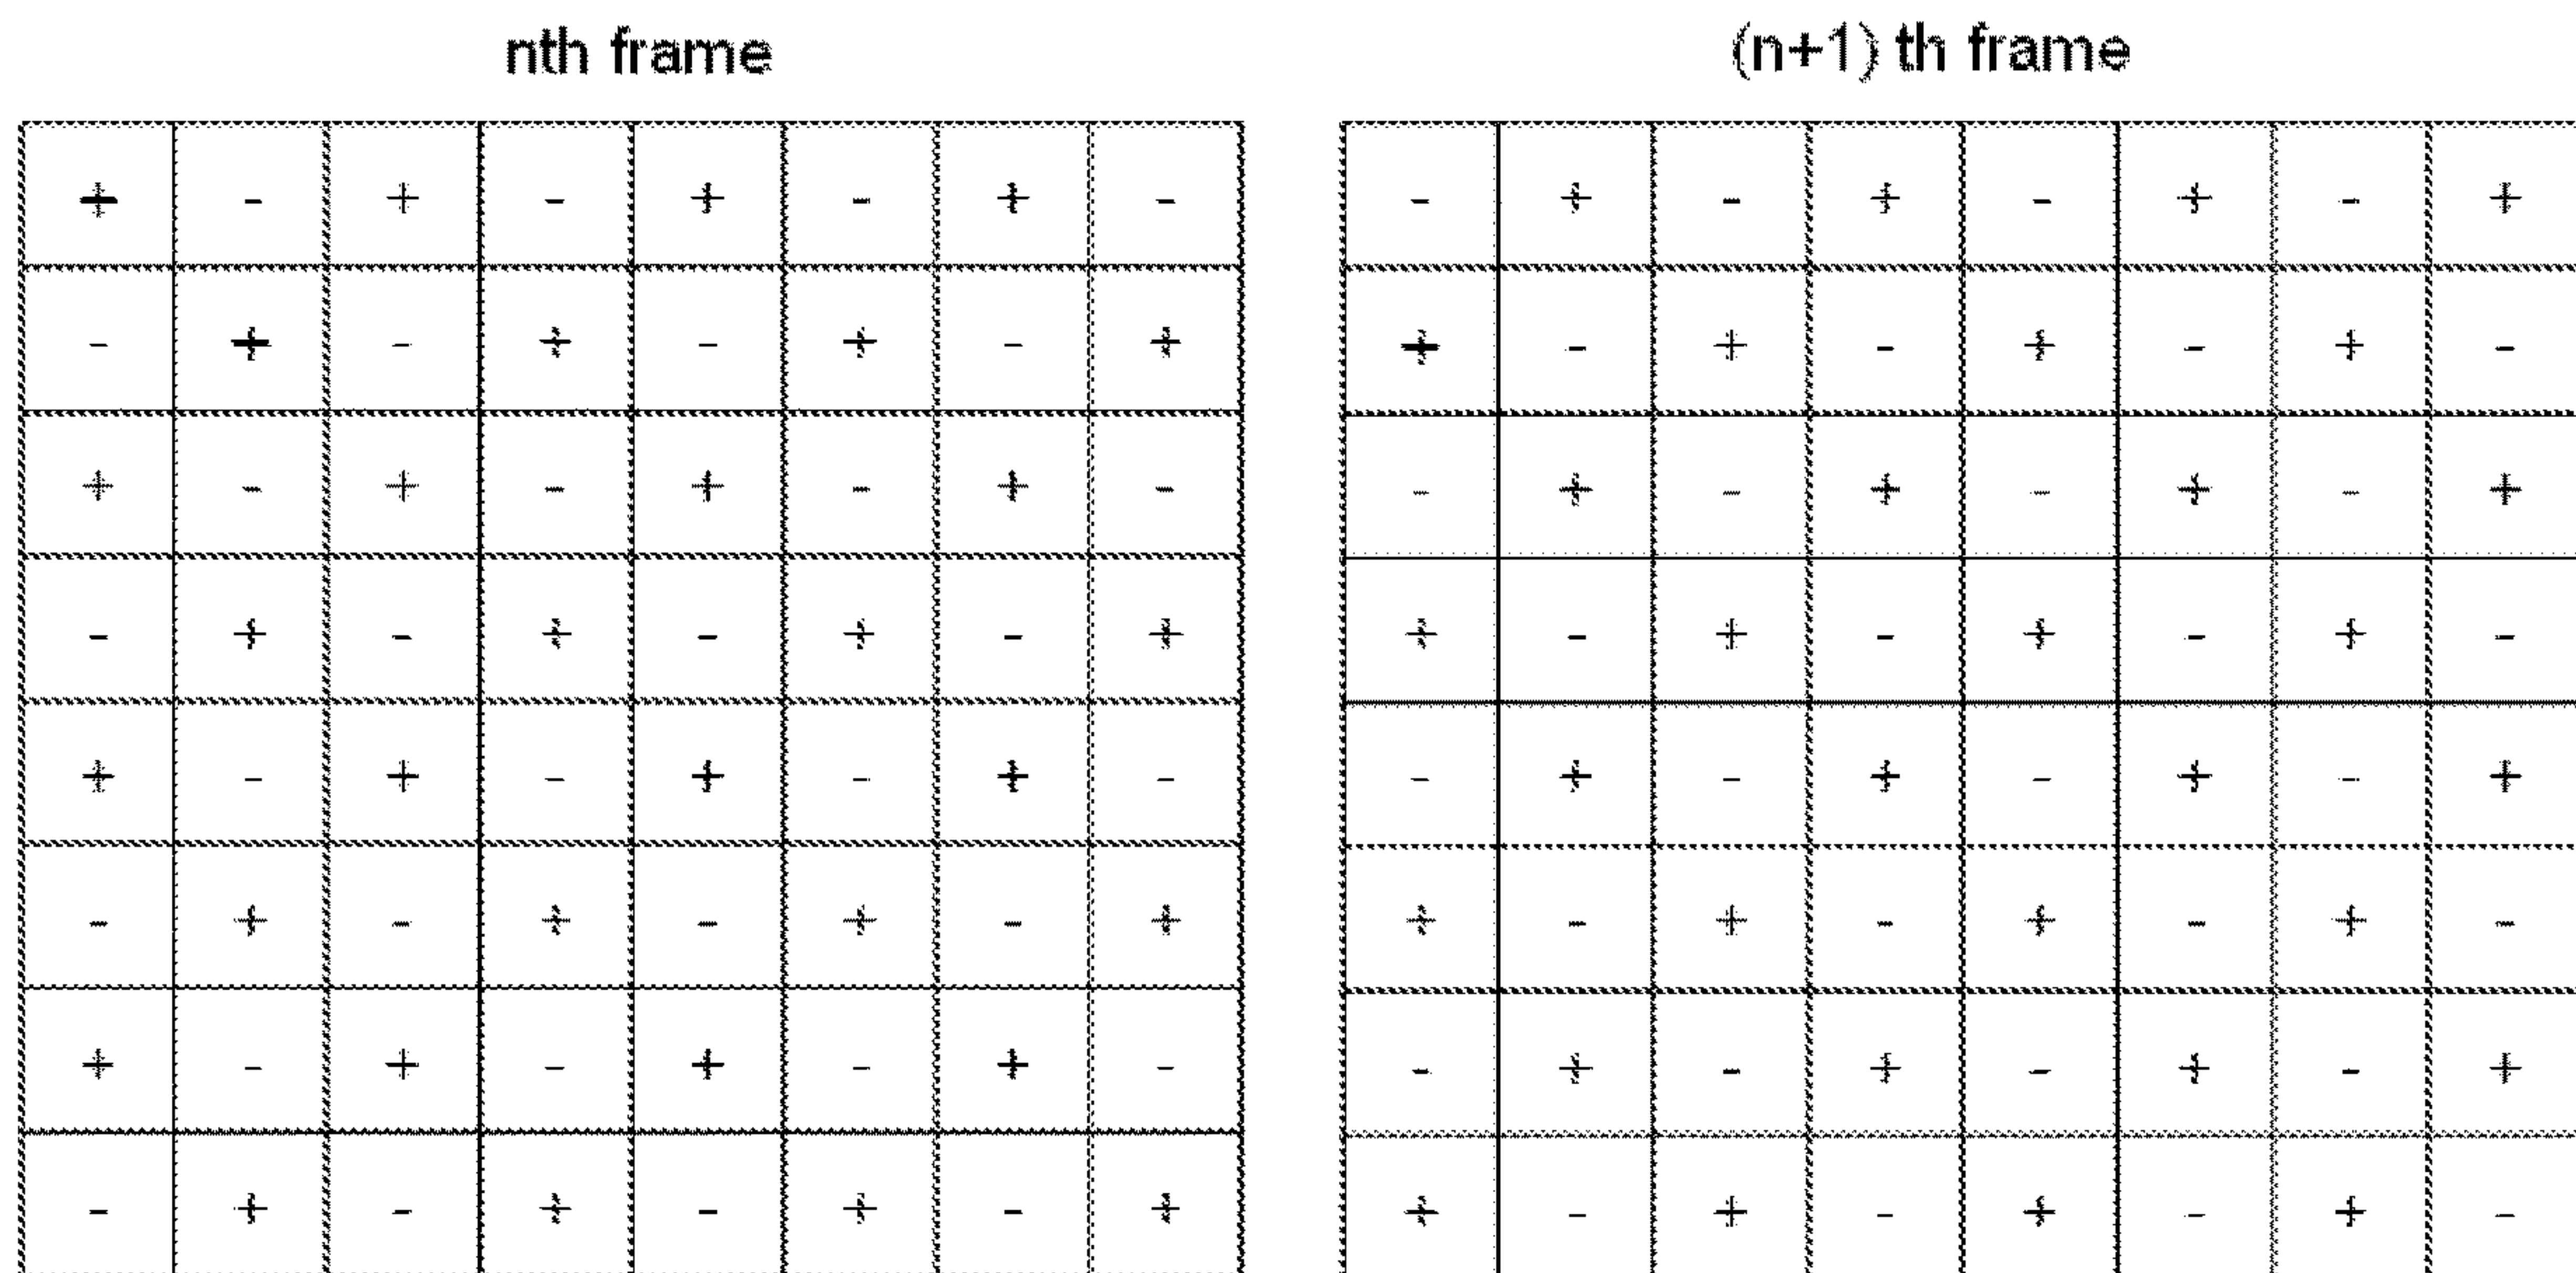 nth frame
(n+1) th frame
+ - + - + - + -
- + - + - + - +
- + - + - + - +
+ - + - + - + -
+ - + - + - + -
- + - + - + - +
- + - + - + - +
+ - + - + - + -
+ - + - + - + -
- + - + - + - +
- + - + - + - +
+ - + - + - + -
+ - + - + - + -
- + - + - + - +
- + - + - + - +
+ - + - + - + -